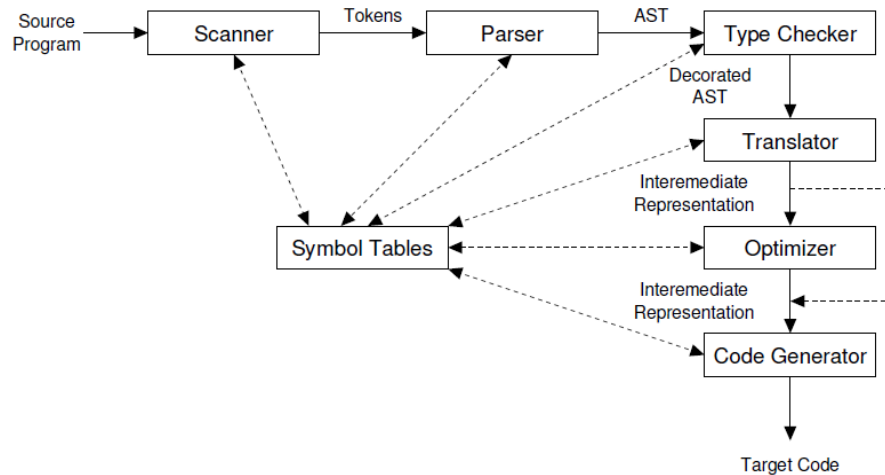 Source
Program
Scanner
Tokens
Parser
AST
Type Checker
Decorated
AST
Translator
Interemediate
Representation
Symbol Tables
Optimizer
Interemediate
Representation
Code Generator
Target Code